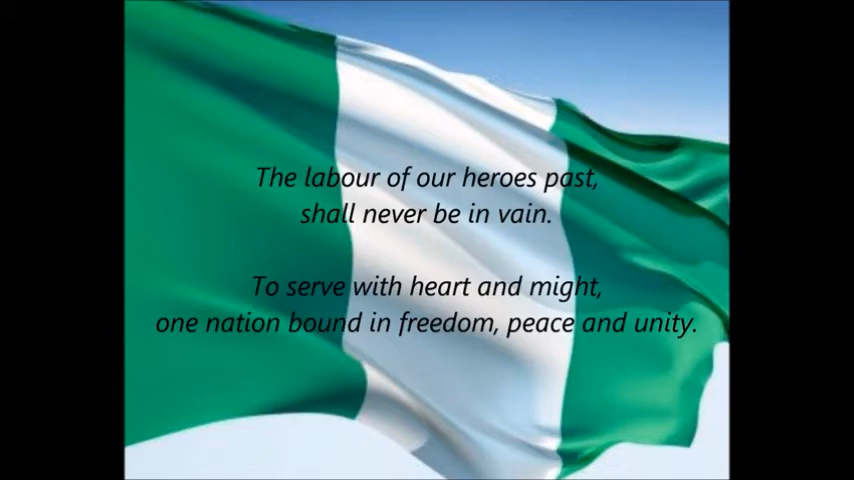 The labour of our heroes past,
shall never be in vain.
To serve with heart and might,
one nation bound in freedom, peace and unity.